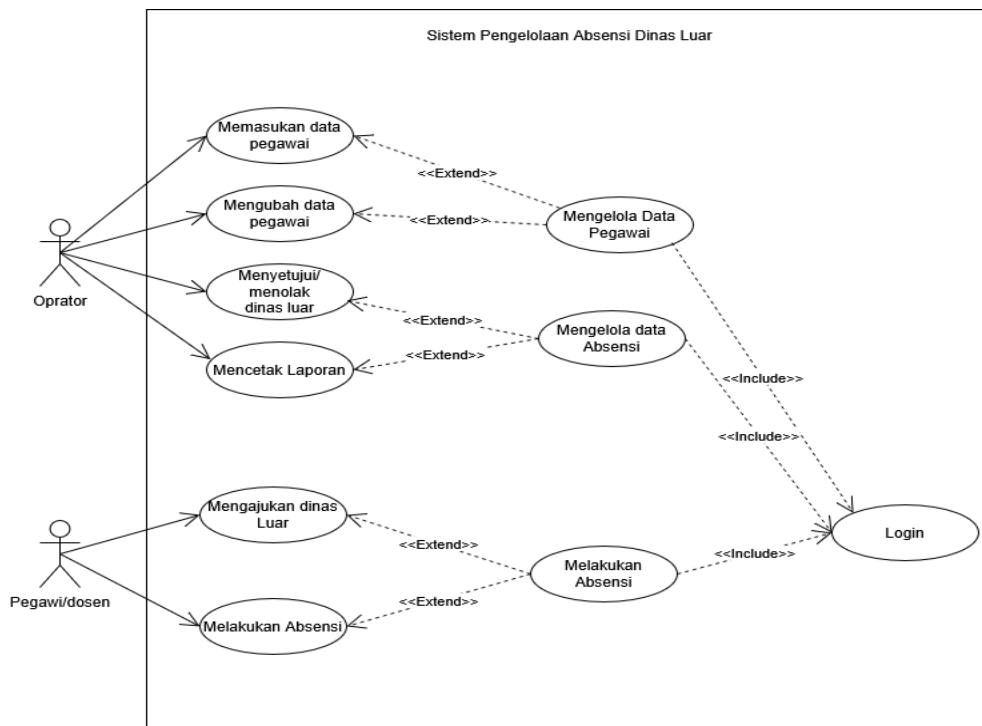 Sistem Pengelolaan Absensi Dinas Luar
Memasukan data
pegawai
<<Extend>>
Mengubah data
pegawai
<<Extend>>
Mengelola Data
Pegawai
Oprator
Menyetujui/
menolak
dinas luar
<<Extend>>
Mengelola data
Absensi
Mencetak Laporan
<<Extend>>
<<Include>>
<<Include>>
Mengajukan dinas
Luar
<<Extend>>
Login
Pegawi/dosen
Melakukan
Absensi
<<Include>>
<<Extend>>
Melakukan Absensi